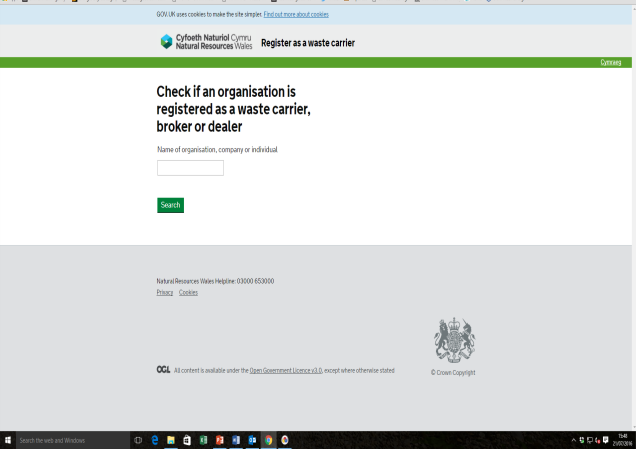 GOV.UK uses cookies to make the site simpler. Find out more about cookies
Cyfoeth Naturiol Cymru
Natural Resources Wales
Register as a waste carrier
Cymraeg
Check if an organisation is
registered as a waste carrier,
broker or dealer
Name of organisation, company or individual
Search
Natural Resources Wales Helpline: 03000 653000
Privacy Cookies
OGL All content is available under the Open Government Licence v3.0, except where otherwise stated
© Crown Copyright
Search the web and Windows
15:48
21/07/2016